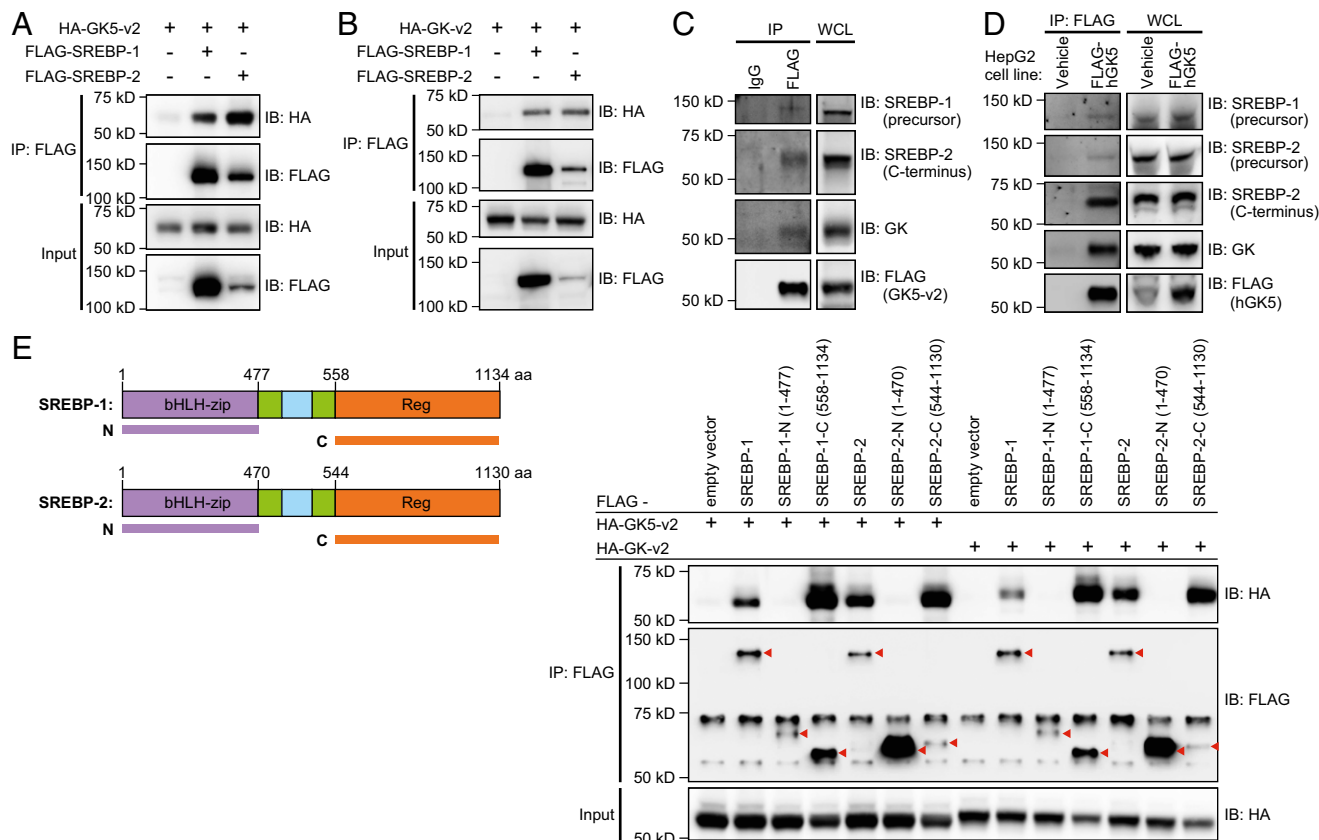 A
HA-GK5-v2 + + +
FLAG-SREBP-1 - + -
FLAG-SREBP-2 - - +
IP: FLAG
75 kD
50 kD
IB: HA
150 kD
100 kD
IB: FLAG
Input
75 kD
50 kD
IB: HA
150 kD
100 kD
IB: FLAG
B
HA-GK-v2 + + +
FLAG-SREBP-1 - + -
FLAG-SREBP-2 - - +
IP: FLAG
75 kD
50 kD
IB: HA
150 kD
100 kD
IB: FLAG
Input
75 kD
50 kD
IB: HA
150 kD
100 kD
IB: FLAG
C
IP WCL
IgG
FLAG
150 kD
IB: SREBP-1
(precursor)
75 kD
50 kD
IB: SREBP-2
(C-terminus)
50 kD
IB: GK
50 kD
IB: FLAG
(GK5-v2)
D
IP: FLAG WCL
HepG2
cell line:
Vehicle
FLAG-
hGK5
Vehicle
FLAG-
hGK5
150 kD
IB: SREBP-1
(precursor)
150 kD
IB: SREBP-2
(precursor)
75 kD
50 kD
IB: SREBP-2
(C-terminus)
50 kD
IB: GK
50 kD
IB: FLAG
(hGK5)
E
1 477 558 1134 aa
SREBP-1: bHLH-zip Reg
N
C
1 470 544 1130 aa
SREBP-2: bHLH-zip Reg
N
C
empty vector
SREBP-1
SREBP-1-N (1-477)
SREBP-1-C (558-1134)
SREBP-2
SREBP-2-N (1-470)
SREBP-2-C (544-1130)
empty vector
SREBP-1
SREBP-1-N (1-477)
SREBP-1-C (558-1134)
SREBP-2
SREBP-2-N (1-470)
SREBP-2-C (544-1130)
FLAG -
HA-GK5-v2 + + + + + + +
HA-GK-v2 + + + + + + +
IP: FLAG
75 kD
50 kD
IB: HA
150 kD
100 kD
75 kD
50 kD
IB: FLAG
Input
50 kD
IB: HA